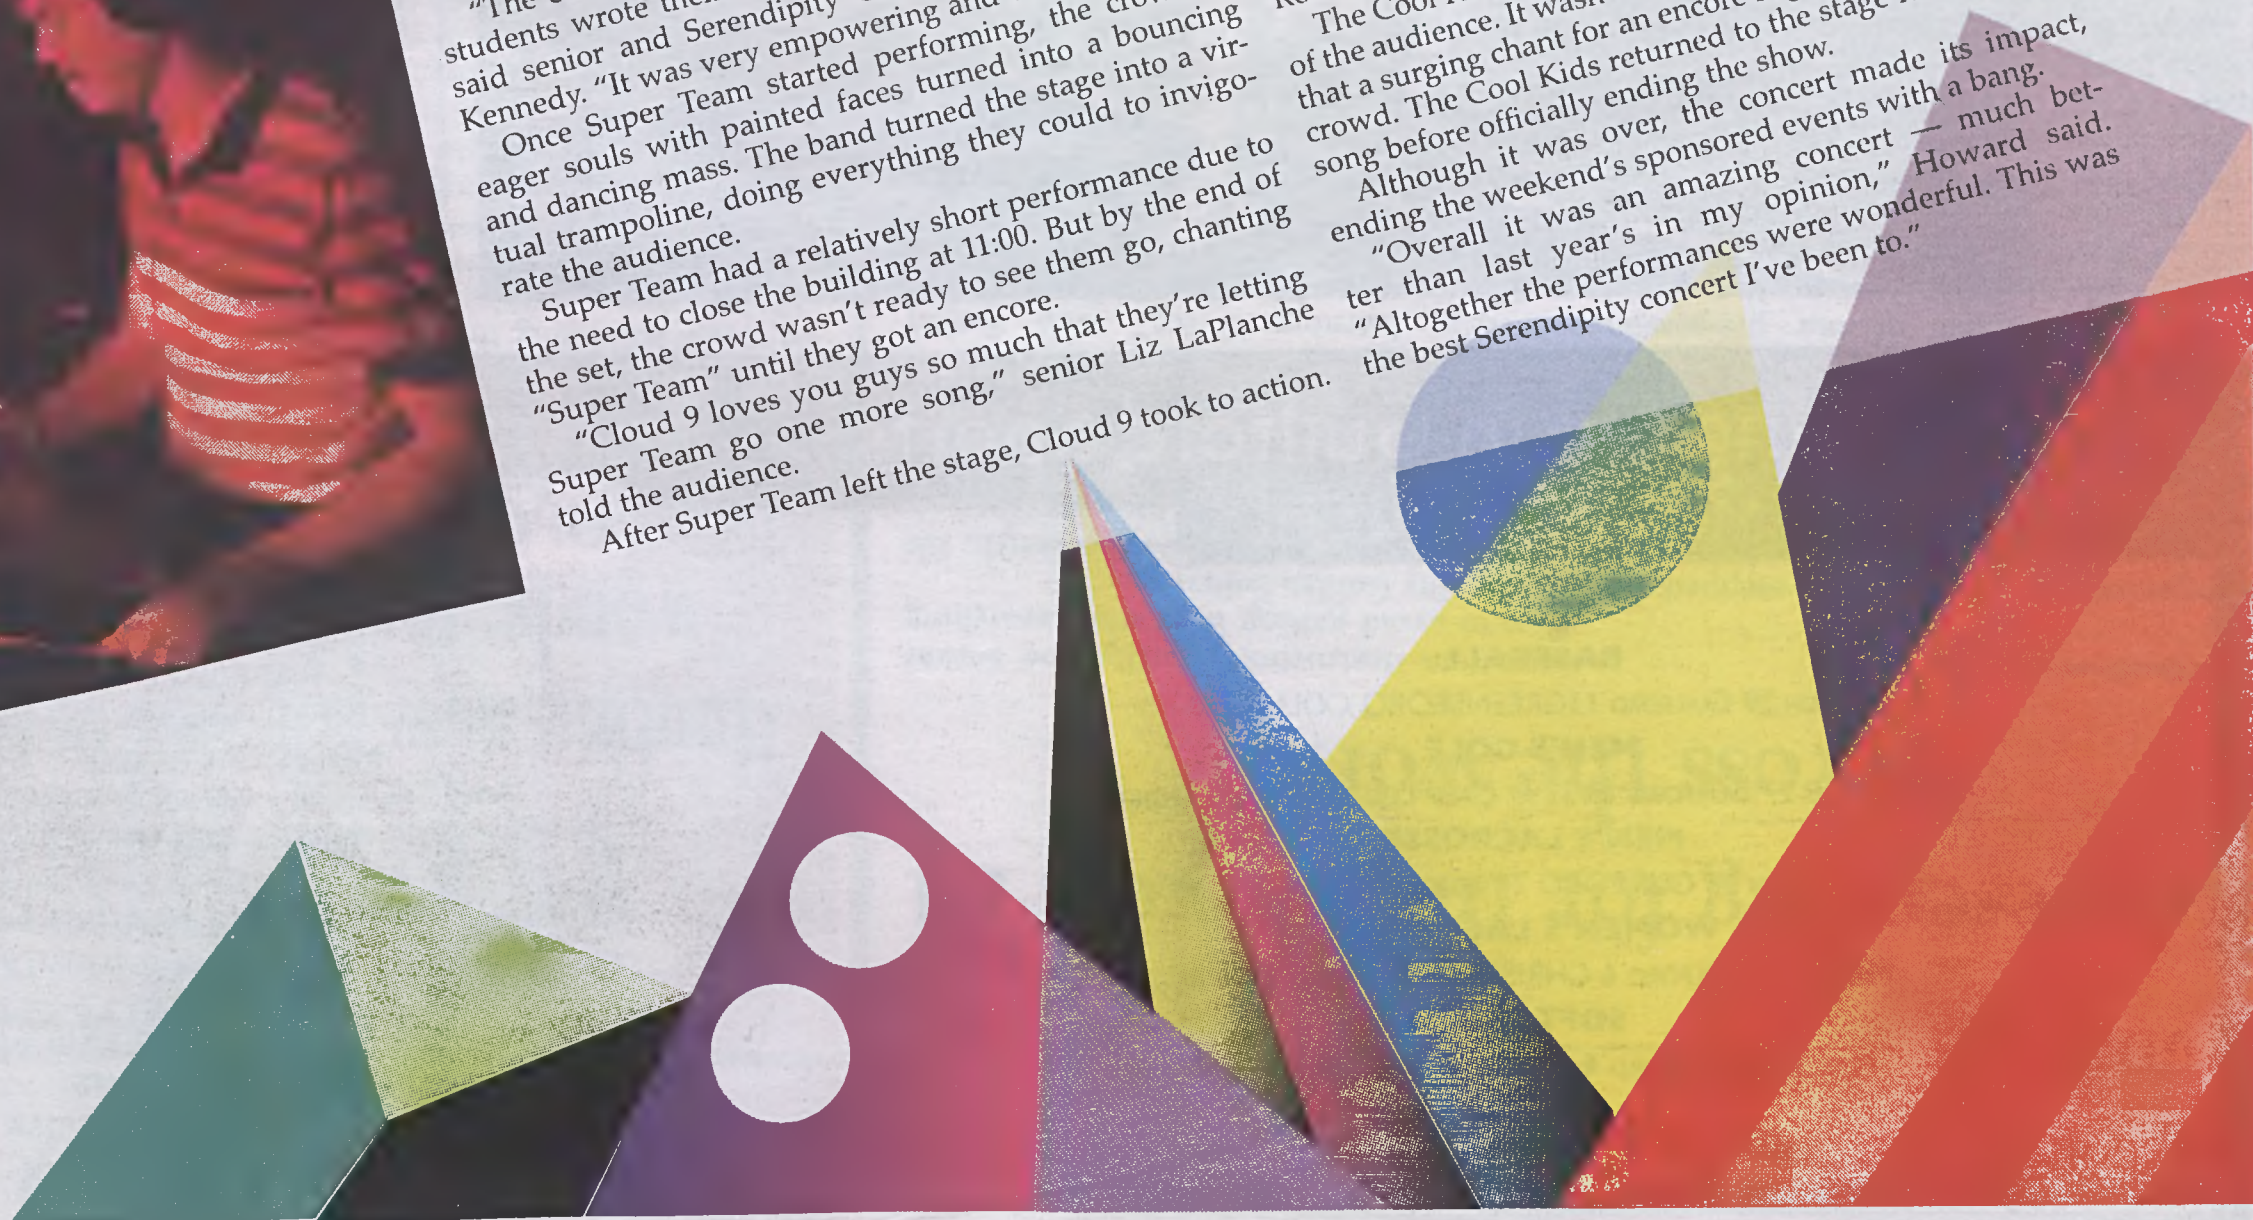 "The
students wrote
said senior and Serendipity
Kennedy. "It was very empowering and
Once Super Team started performing, the
eager souls with painted faces turned into a bouncing
and dancing mass. The band turned the stage into a vir-
tual trampoline, doing everything they could to invigo-
rate the audience.
Super Team had a relatively short performance due to
the need to close the building at 11:00. But by the end of
the set, the crowd wasn't ready to see them go, chanting
"Super Team" until they got an encore.
"Cloud 9 loves you guys so much that they're letting
Super Team go one more song," senior Liz LaPlanche
told the audience.
After Super Team left the stage, Cloud 9 took to action.
The Cool
of the audience. It
that a surging chant for an encore
crowd. The Cool Kids returned to the stage
song before officially ending the show.
Although it was over, the concert made its impact,
ending the weekend's sponsored events with a bang.
"Overall it was an amazing concert — much bet-
ter than last year's in my opinion," Howard said.
"Altogether the performances were wonderful. This was
the best Serendipity concert I've been to."